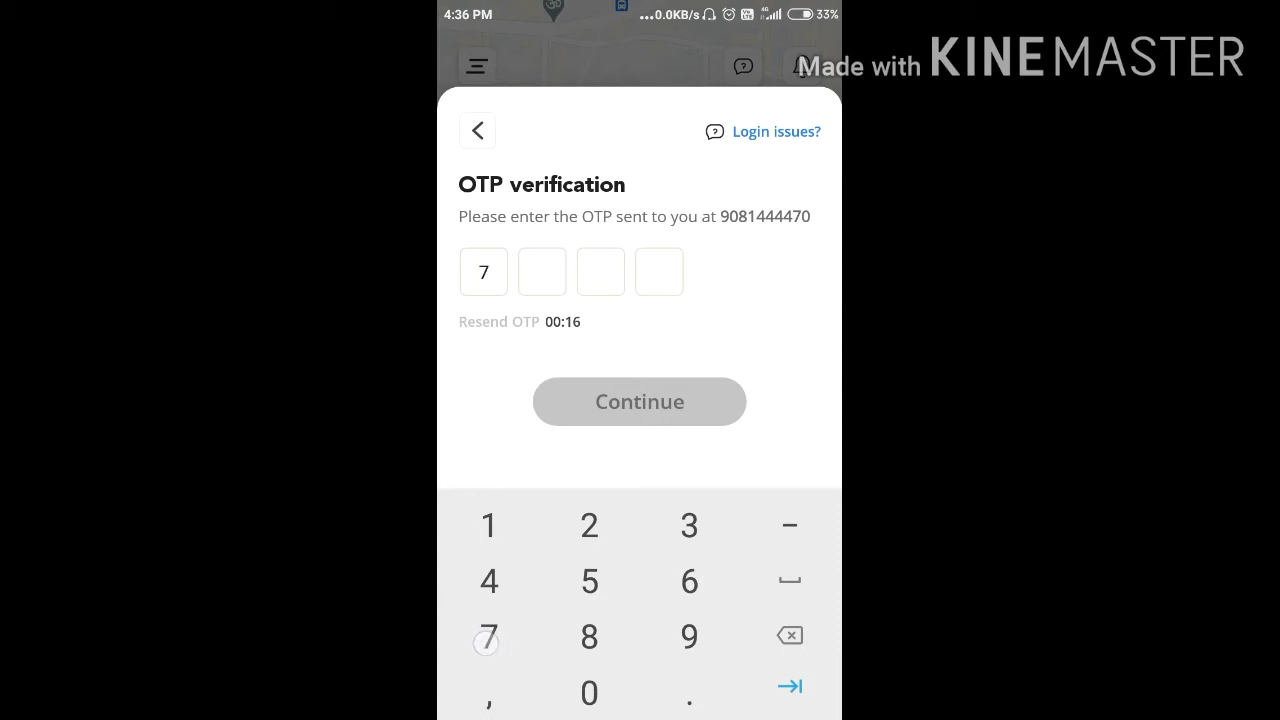 4:36 PM
...0.0KB/s 4G 33%
Made with KINEMASTER
Login issues?
OTP verification
Please enter the OTP sent to you at 9081444470
7
Resend OTP 00:16
Continue
1 2 3 -
4 5 6
7 8 9
, 0 .